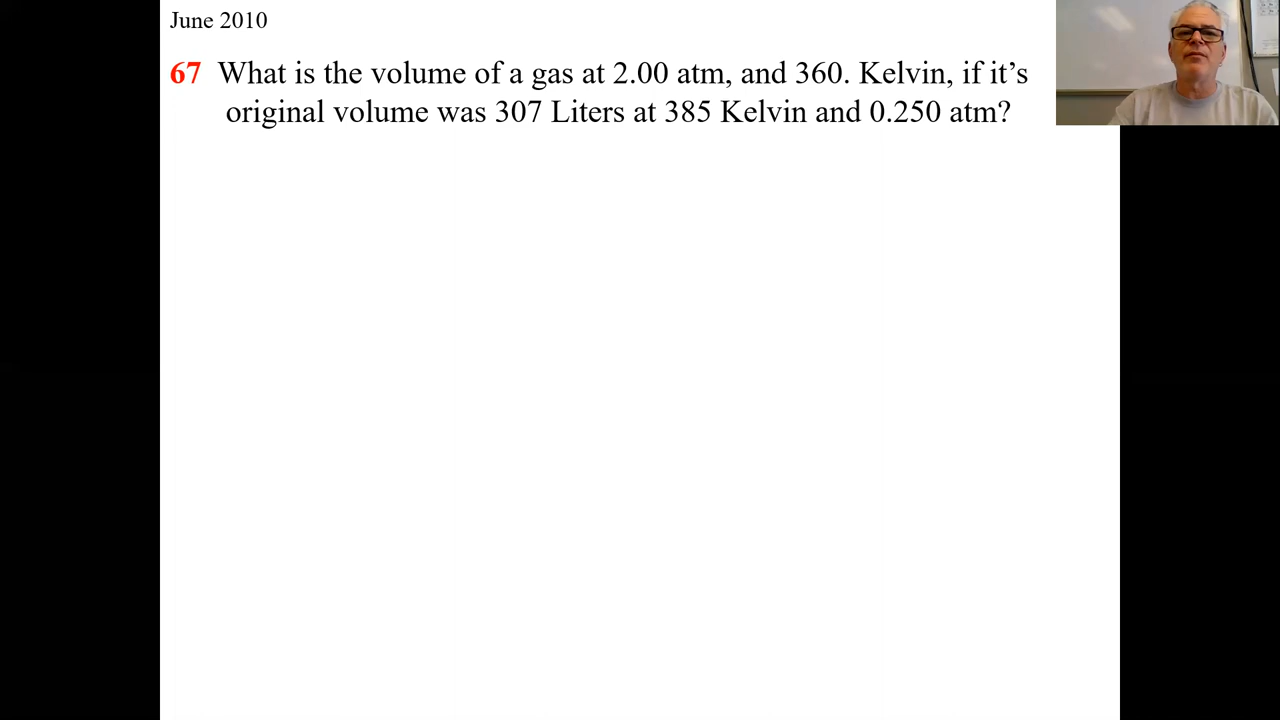 June 2010
67 What is the volume of a gas at 2.00 atm, and 360. Kelvin, if it’s
original volume was 307 Liters at 385 Kelvin and 0.250 atm?